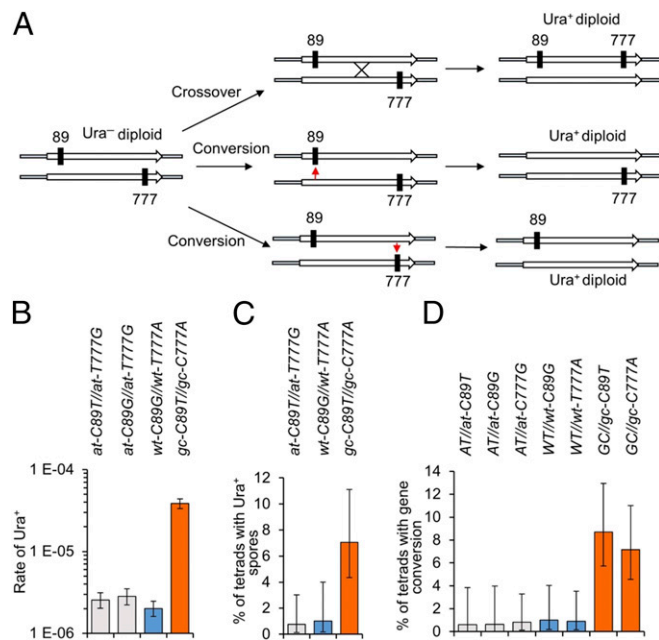 A
Ura⁺ diploid
89
89
777
Crossover
777
Ura⁻ diploid
89
777
Conversion
89
777
Ura⁺ diploid
777
Conversion
89
777
89
Ura⁺ diploid
B
at-C89T//at-T777G
at-C89G//at-T777G
wt-C89G//wt-T777A
gc-C89T//gc-C777A
Rate of Ura⁺
1 E-04
1 E-05
1 E-06
C
at-C89T//at-T777G
wt-C89G//wt-T777A
gc-C89T//gc-C777A
% of tetrads with Ura⁺
spores
12
10
8
6
4
2
0
D
AT//at-C89T
AT//at-C89G
AT//at-C777G
WT//wt-C89G
WT//wt-T777A
GC//gc-C89T
GC//gc-C777A
% of tetrads with gene
conversion
14
12
10
8
6
4
2
0